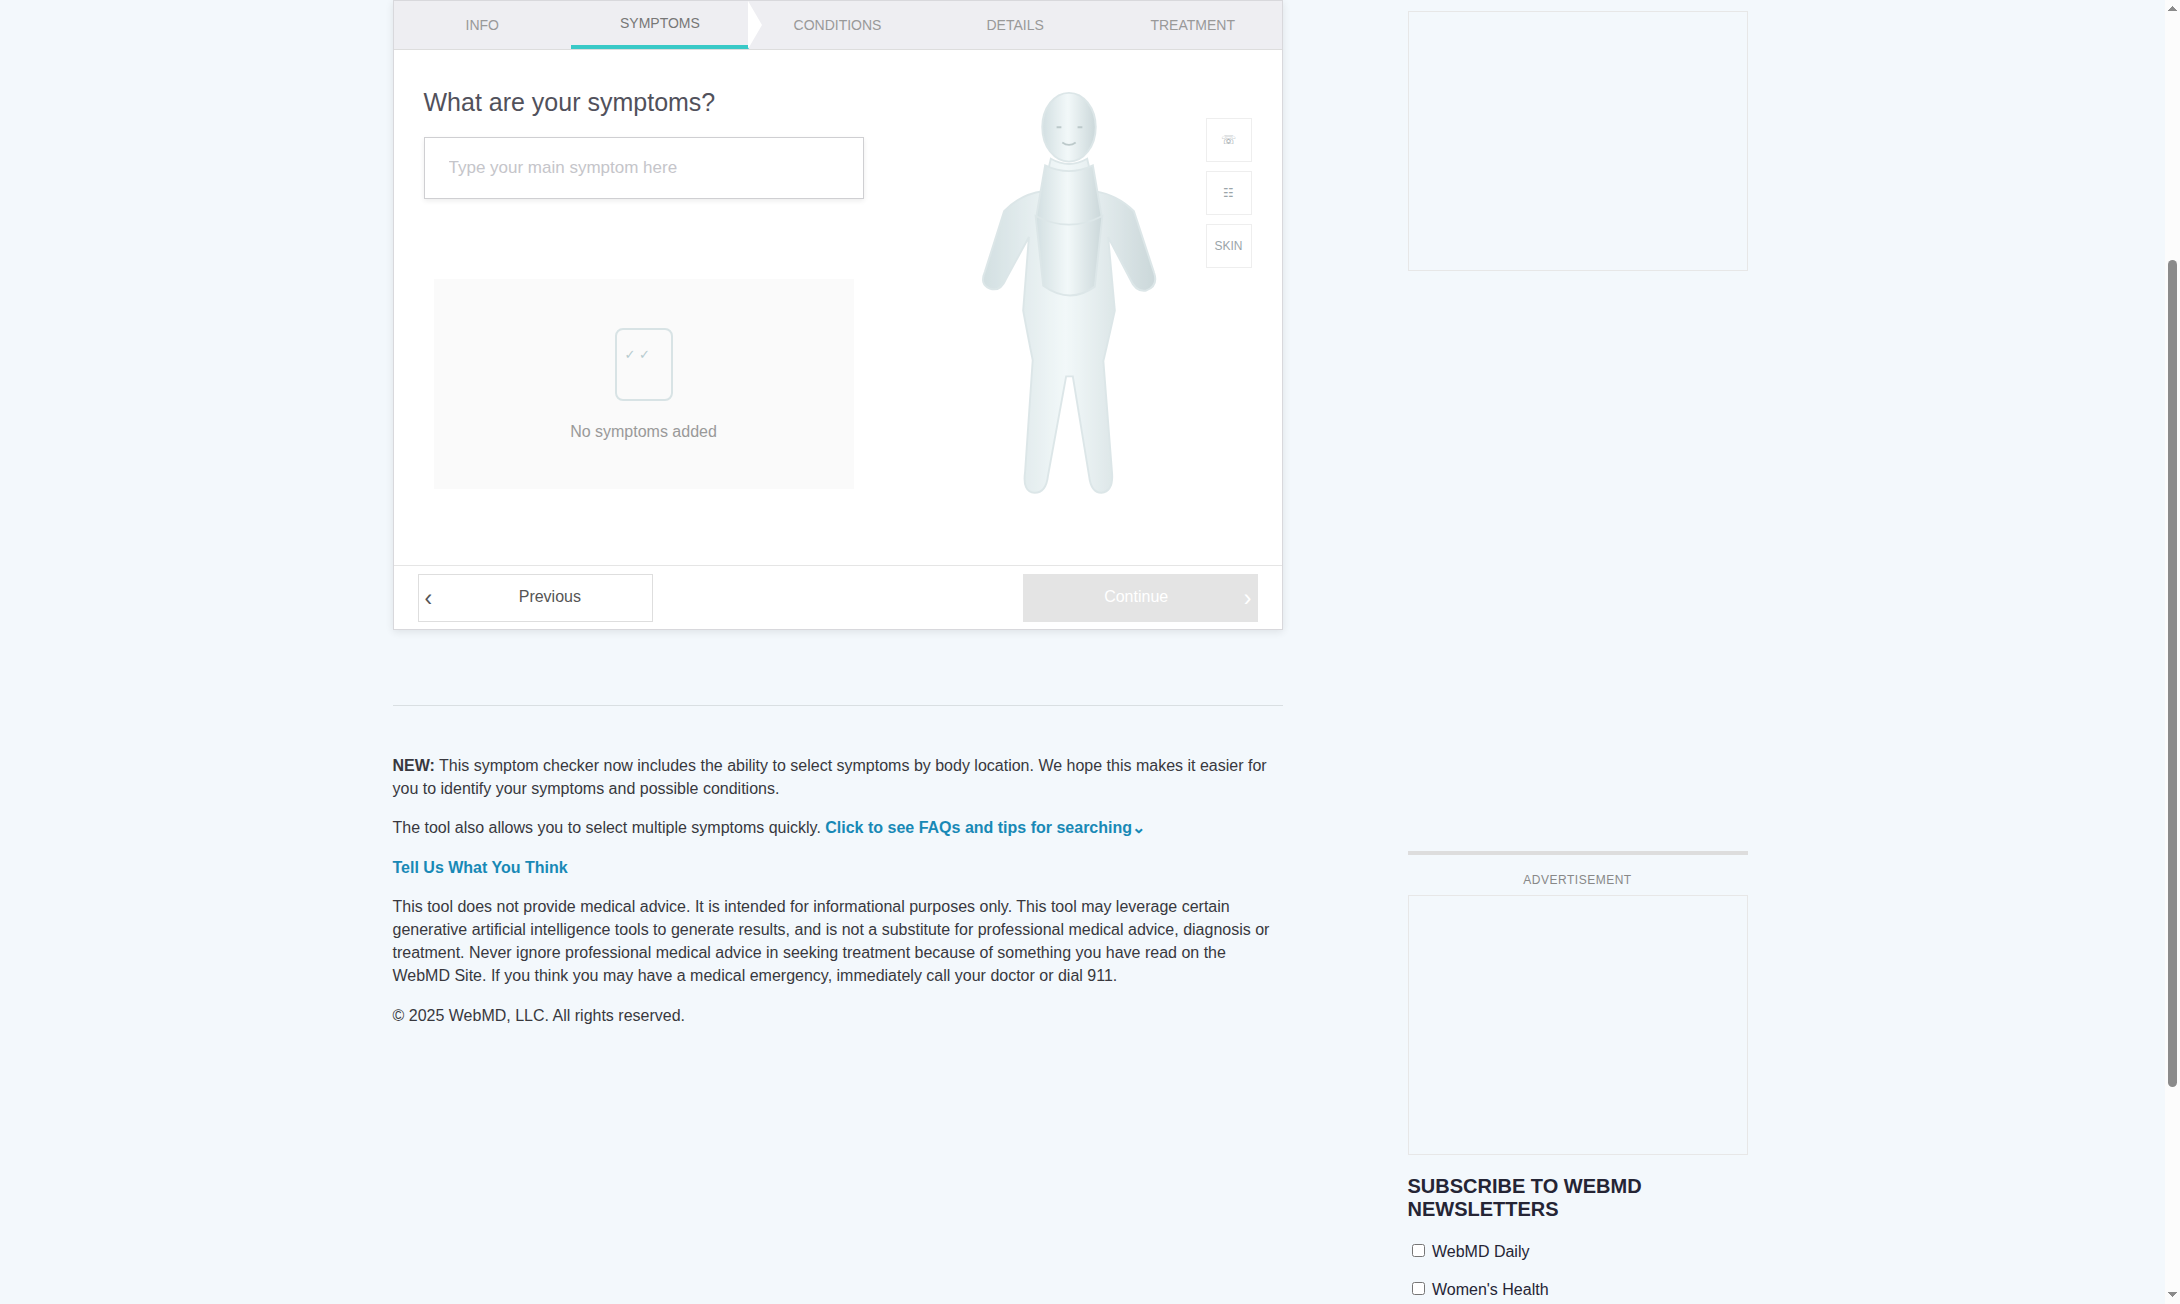 INFO
SYMPTOMS
CONDITIONS
DETAILS
TREATMENT
What are your symptoms?
Type your main symptom here
SKIN
✓ ✓
No symptoms added
‹ Previous
Continue ›
NEW: This symptom checker now includes the ability to select symptoms by body location. We hope this makes it easier for
you to identify your symptoms and possible conditions.
The tool also allows you to select multiple symptoms quickly. Click to see FAQs and tips for searching⌄
Tell Us What You Think
This tool does not provide medical advice. It is intended for informational purposes only. This tool may leverage certain
generative artificial intelligence tools to generate results, and is not a substitute for professional medical advice, diagnosis or
treatment. Never ignore professional medical advice in seeking treatment because of something you have read on the
WebMD Site. If you think you may have a medical emergency, immediately call your doctor or dial 911.
© 2025 WebMD, LLC. All rights reserved.
ADVERTISEMENT
SUBSCRIBE TO WEBMD
NEWSLETTERS
WebMD Daily
Women's Health